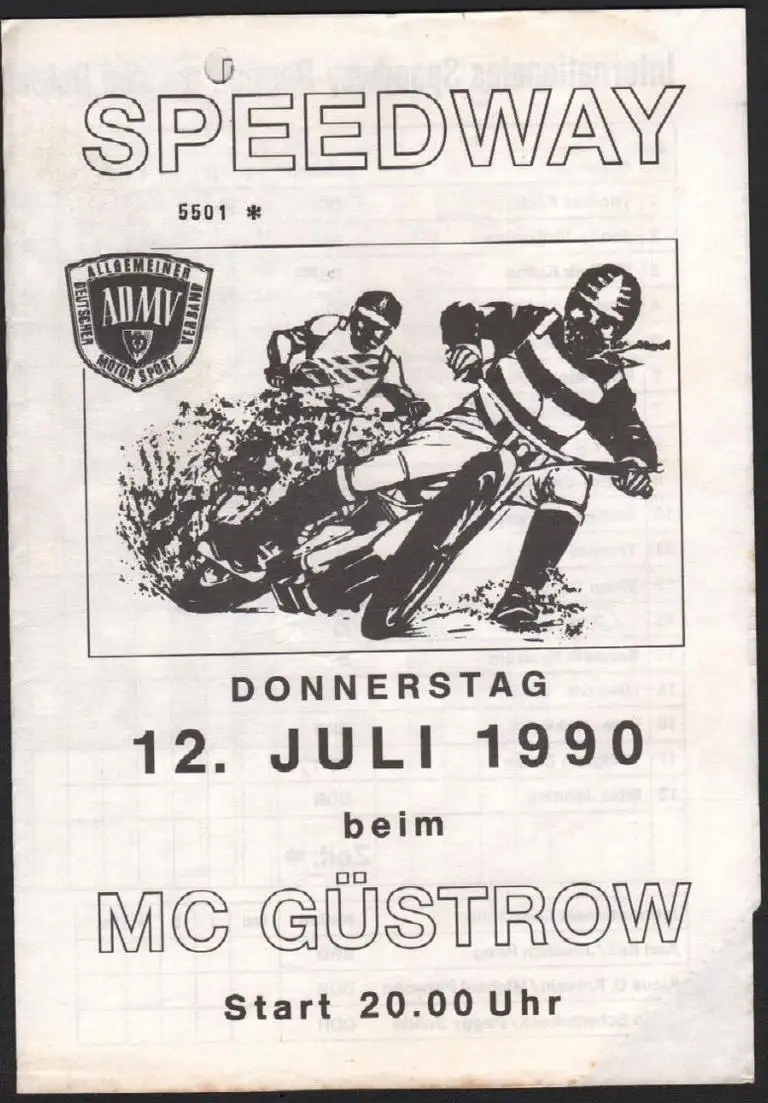 SPEEDWAY
5501 *
ALLGEMEINER
DEUTSCHER
ADMV
VERBAND
MOTOR SPORT
DONNERSTAG
12. JULI 1990
beim
MC GÜSTROW
Start 20.00 Uhr